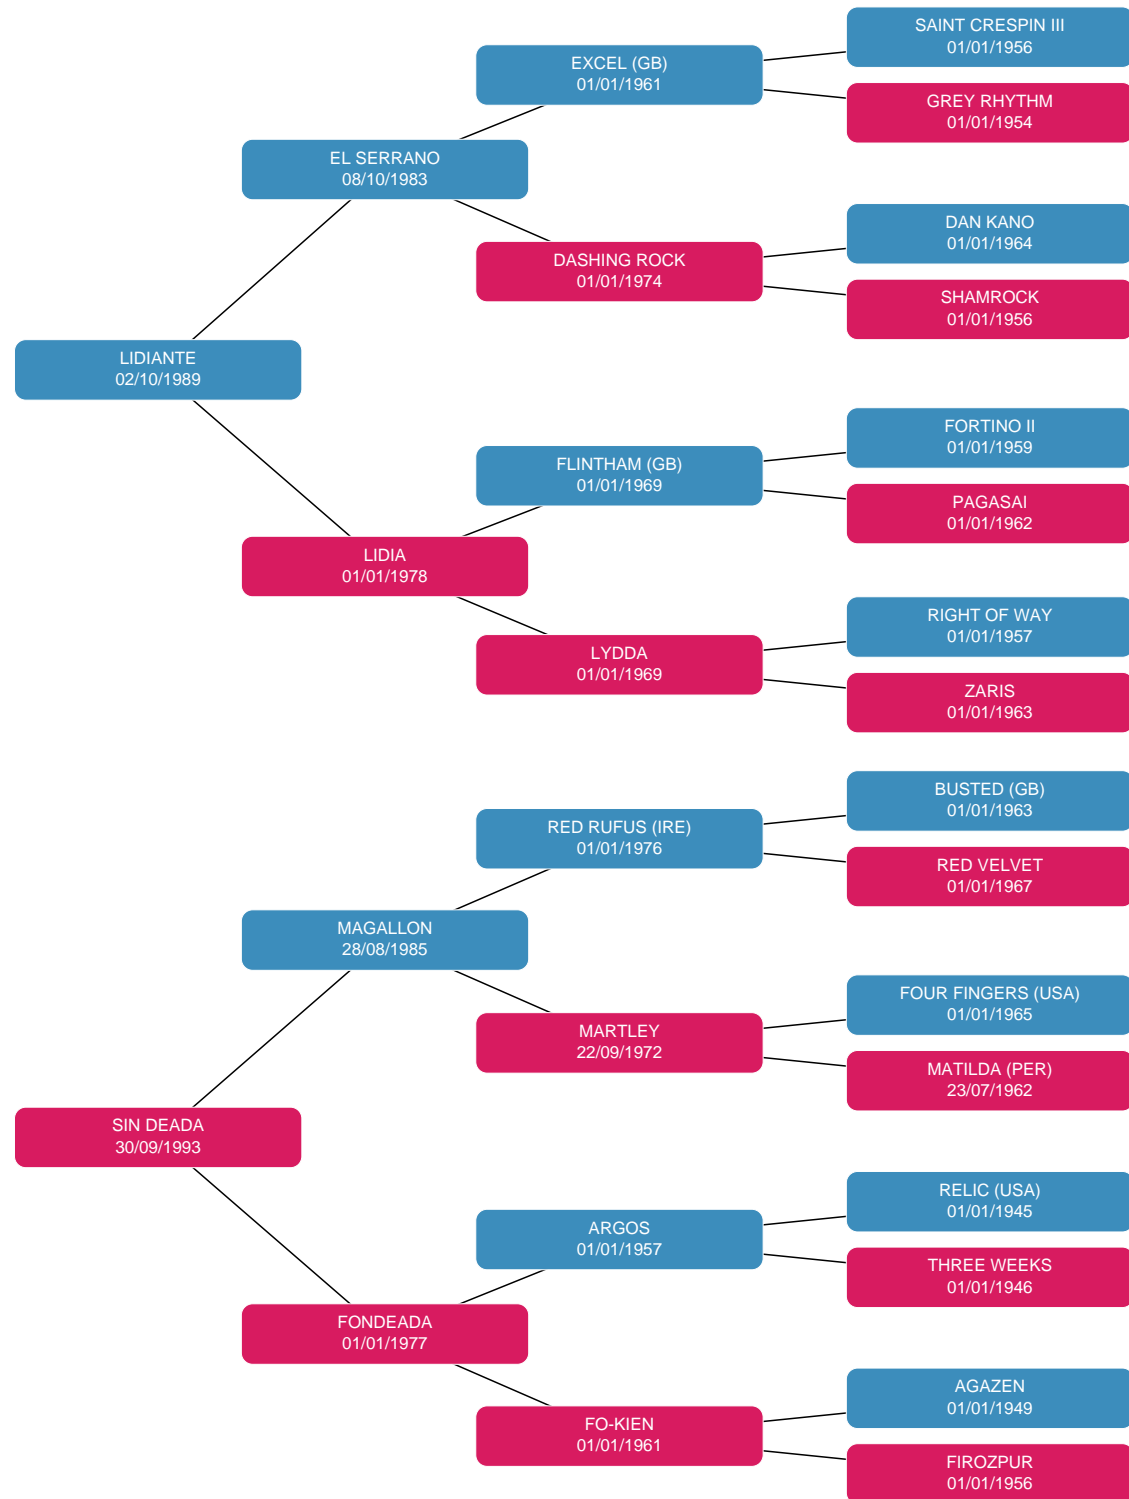 SAINT CRESPIN III
01/01/1956
EXCEL (GB)
01/01/1961
GREY RHYTHM
01/01/1954
EL SERRANO
08/10/1983
DAN KANO
01/01/1964
DASHING ROCK
01/01/1974
SHAMROCK
01/01/1956
LIDIANTE
02/10/1989
FORTINO II
01/01/1959
FLINTHAM (GB)
01/01/1969
PAGASAI
01/01/1962
LIDIA
01/01/1978
RIGHT OF WAY
01/01/1957
LYDDA
01/01/1969
ZARIS
01/01/1963
BUSTED (GB)
01/01/1963
RED RUFUS (IRE)
01/01/1976
RED VELVET
01/01/1967
MAGALLON
28/08/1985
FOUR FINGERS (USA)
01/01/1965
MARTLEY
22/09/1972
MATILDA (PER)
23/07/1962
SIN DEADA
30/09/1993
RELIC (USA)
01/01/1945
ARGOS
01/01/1957
THREE WEEKS
01/01/1946
FONDEADA
01/01/1977
AGAZEN
01/01/1949
FO-KIEN
01/01/1961
FIROZPUR
01/01/1956